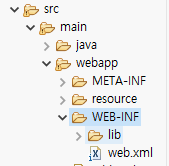 src
main
java
webapp
META-INF
resource
WEB-INF
lib
web.xml